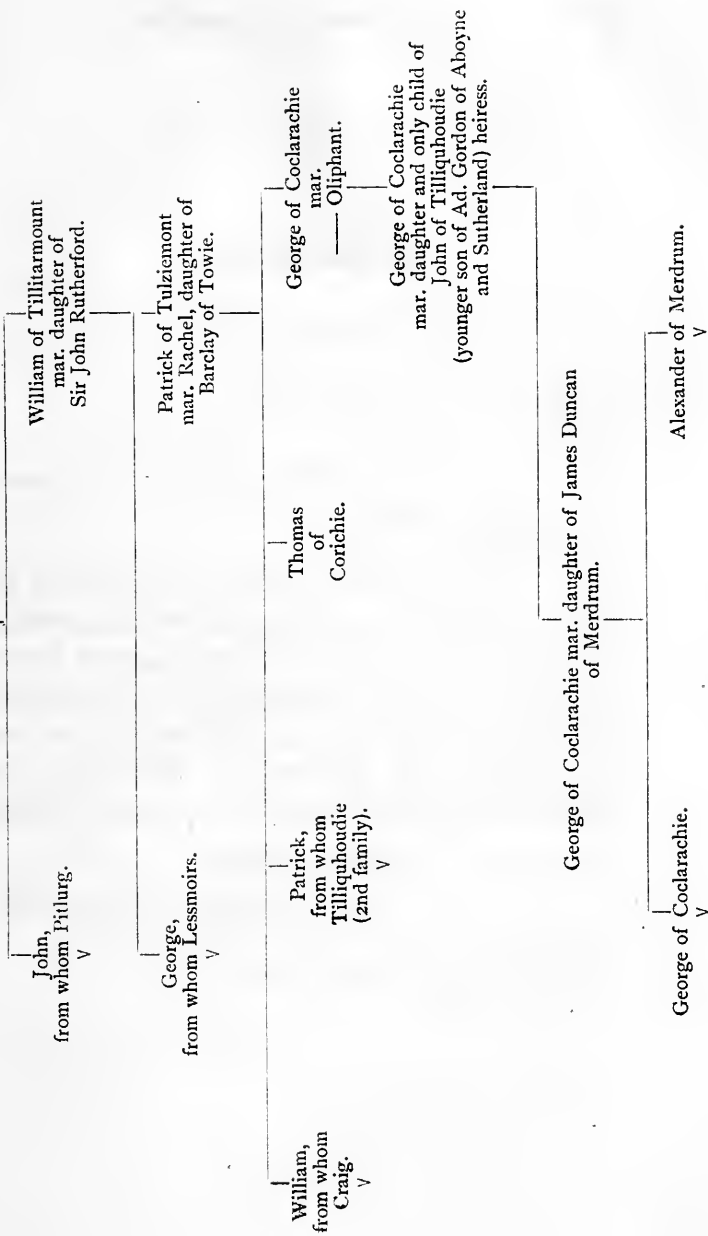 John,
from whom Pitlurg.
V
William of Tillitarmount
mar. daughter of
Sir John Rutherford.
George,
from whom Lessmoirs.
V
Patrick of Tulziemont
mar. Rachel, daughter of
Barclay of Towie.
William,
from whom
Craig.
V
Patrick,
from whom
Tilliquhoudie
(2nd family).
V
Thomas
of
Corichie.
George of Coclarachie
mar.
—— Oliphant.
George of Coclarachie
mar. daughter and only child of
John of Tilliquhoudie
(younger son of Ad. Gordon of Aboyne
and Sutherland) heiress.
George of Coclarachie mar. daughter of James Duncan
of Merdrum.
George of Coclarachie.
V
Alexander of Merdrum.
V